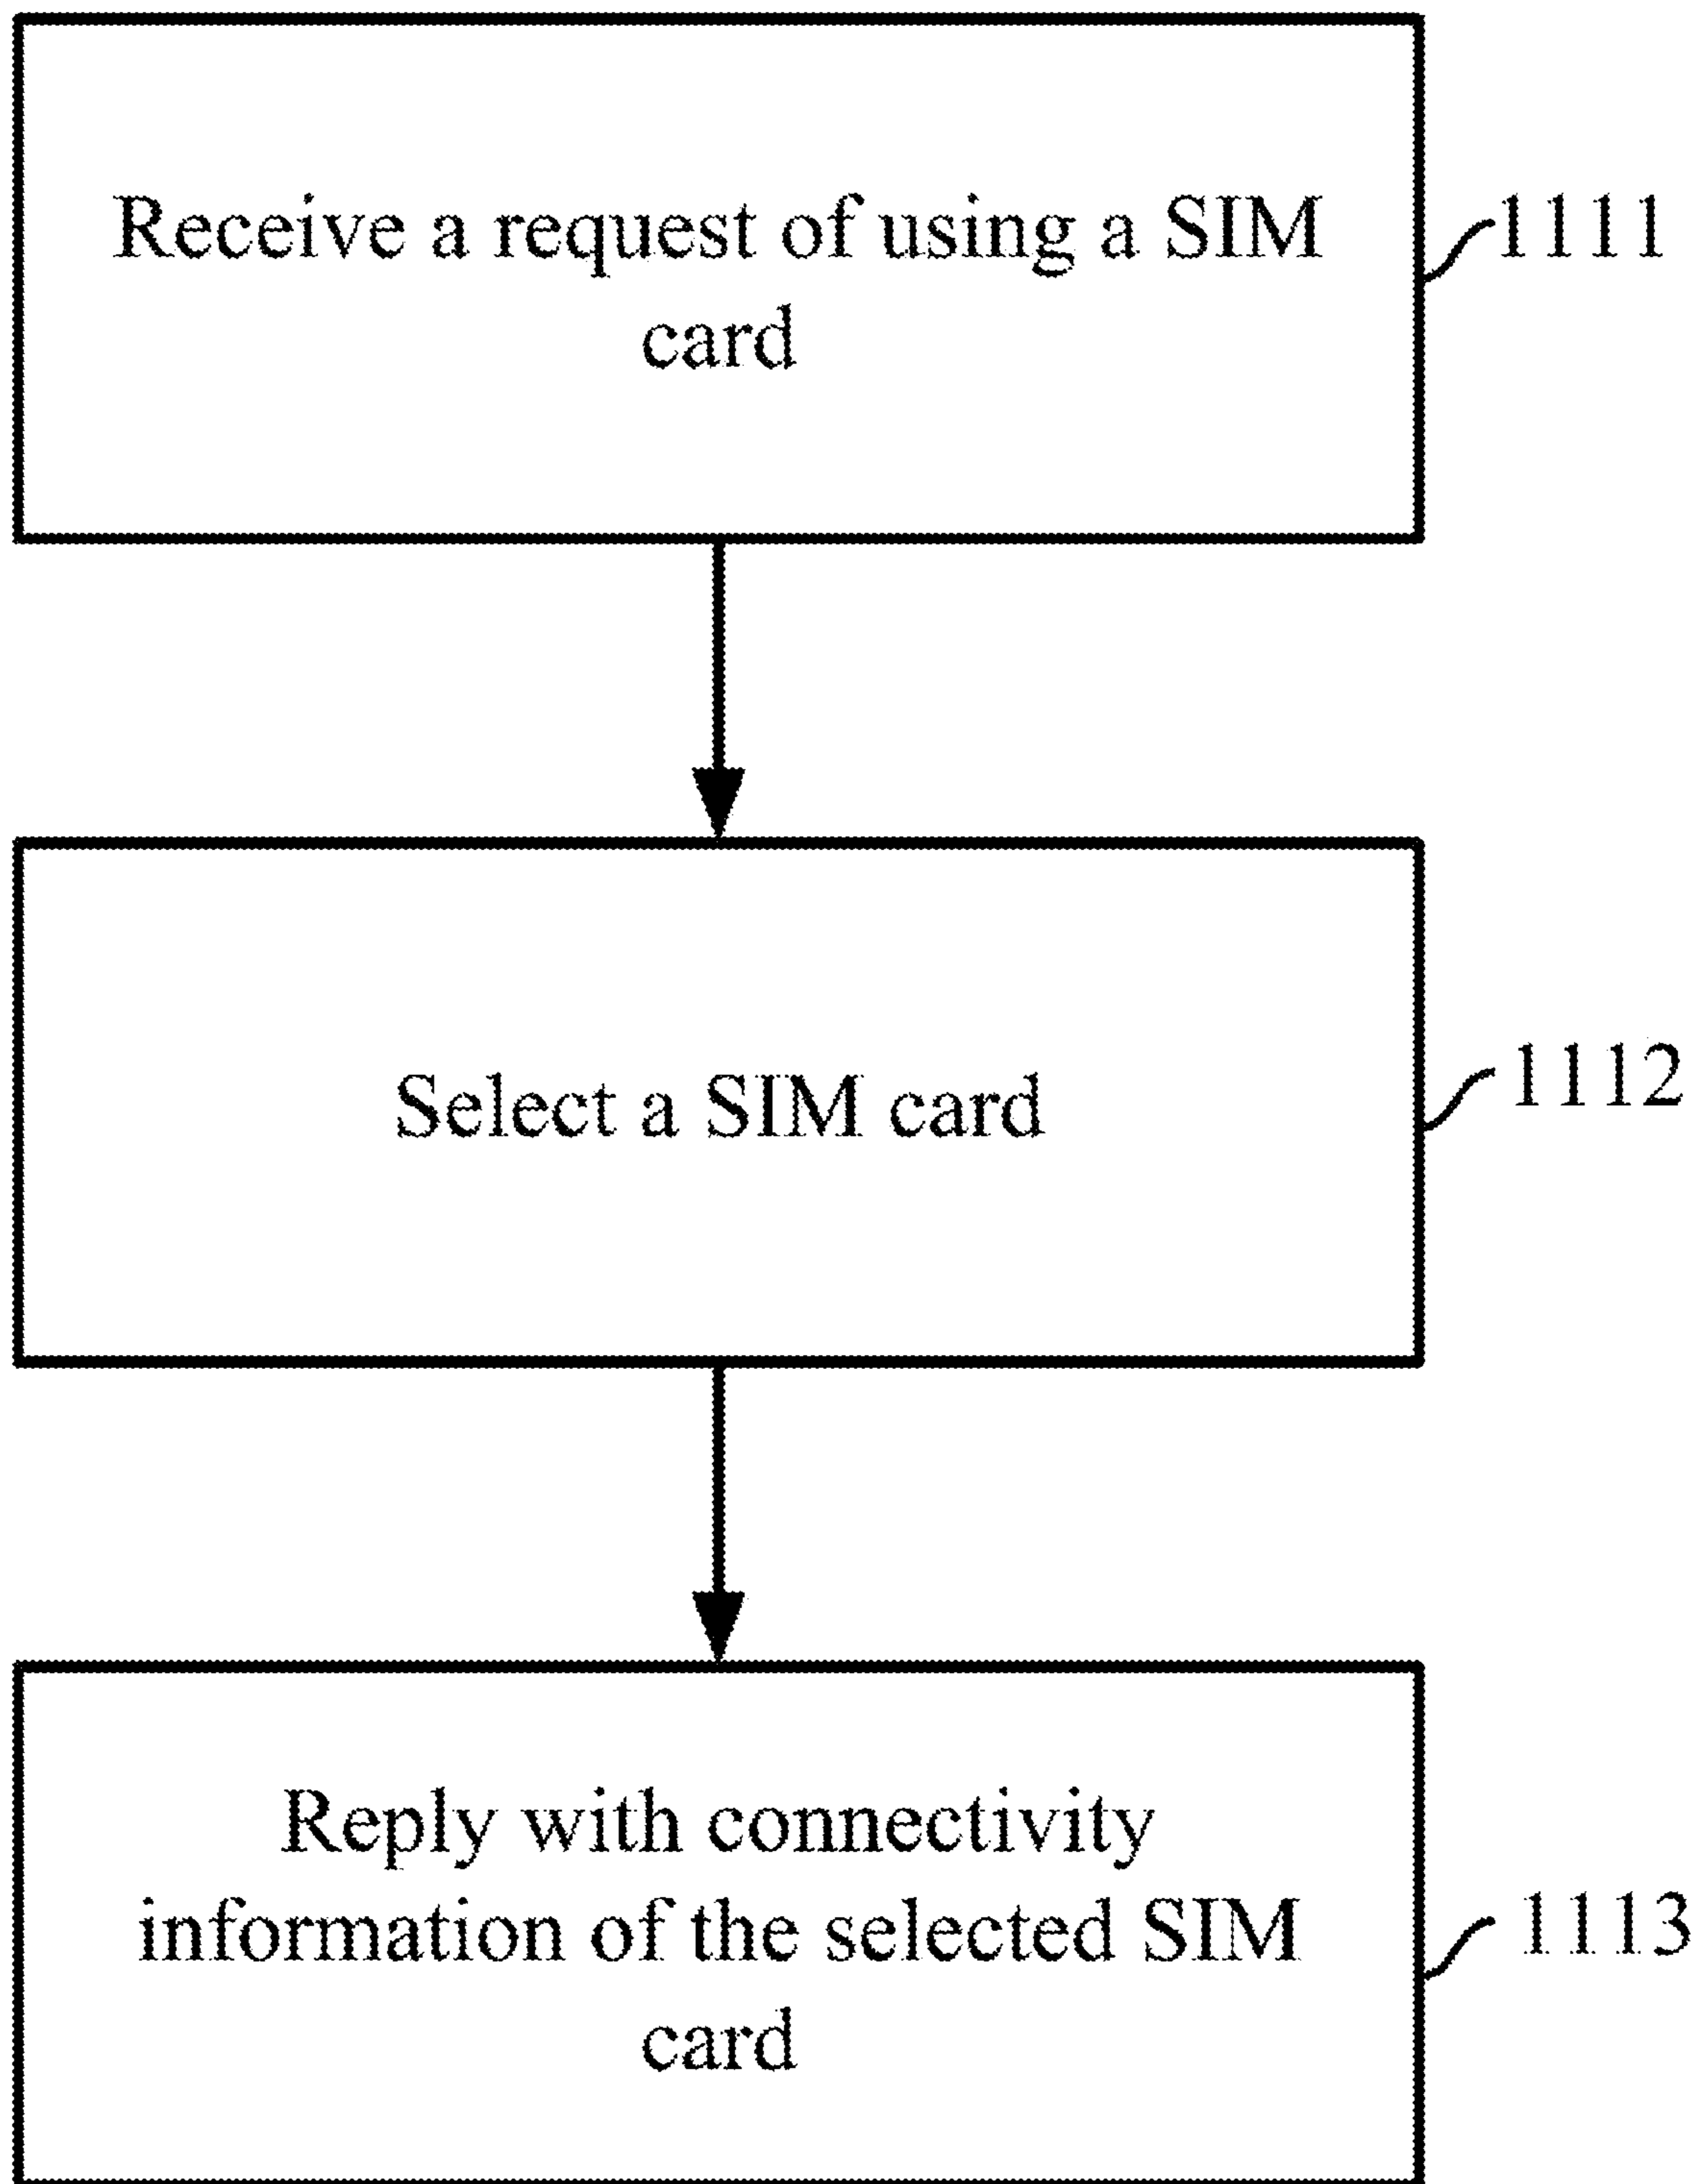 Receive a request of using a SIM
card
1111
Select a SIM card
1112
Reply with connectivity
information of the selected SIM
card
1113